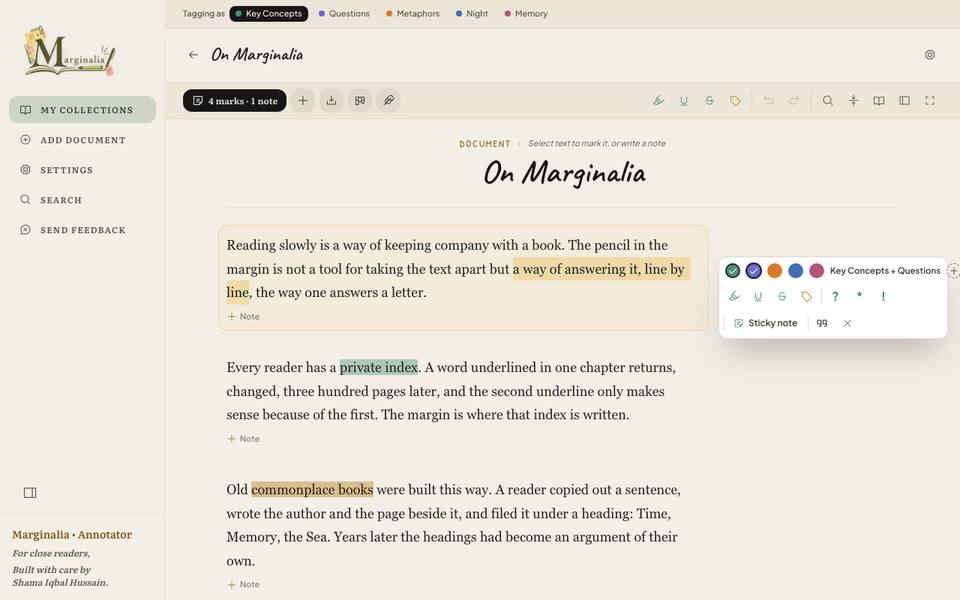 Tagging as Key Concepts Questions Metaphors Night Memory
Marginalia
On Marginalia
MY COLLECTIONS
ADD DOCUMENT
SETTINGS
SEARCH
SEND FEEDBACK
4 marks · 1 note
DOCUMENT • Select text to mark it, or write a note
On Marginalia
Reading slowly is a way of keeping company with a book. The pencil in the
margin is not a tool for taking the text apart but a way of answering it, line by
line, the way one answers a letter.
+ Note
Key Concepts + Questions
? * !
Sticky note
Every reader has a private index. A word underlined in one chapter returns,
changed, three hundred pages later, and the second underline only makes
sense because of the first. The margin is where that index is written.
+ Note
Old commonplace books were built this way. A reader copied out a sentence,
wrote the author and the page beside it, and filed it under a heading: Time,
Memory, the Sea. Years later the headings had become an argument of their
own.
+ Note
Marginalia • Annotator
For close readers,
Built with care by
Shama Iqbal Hussain.